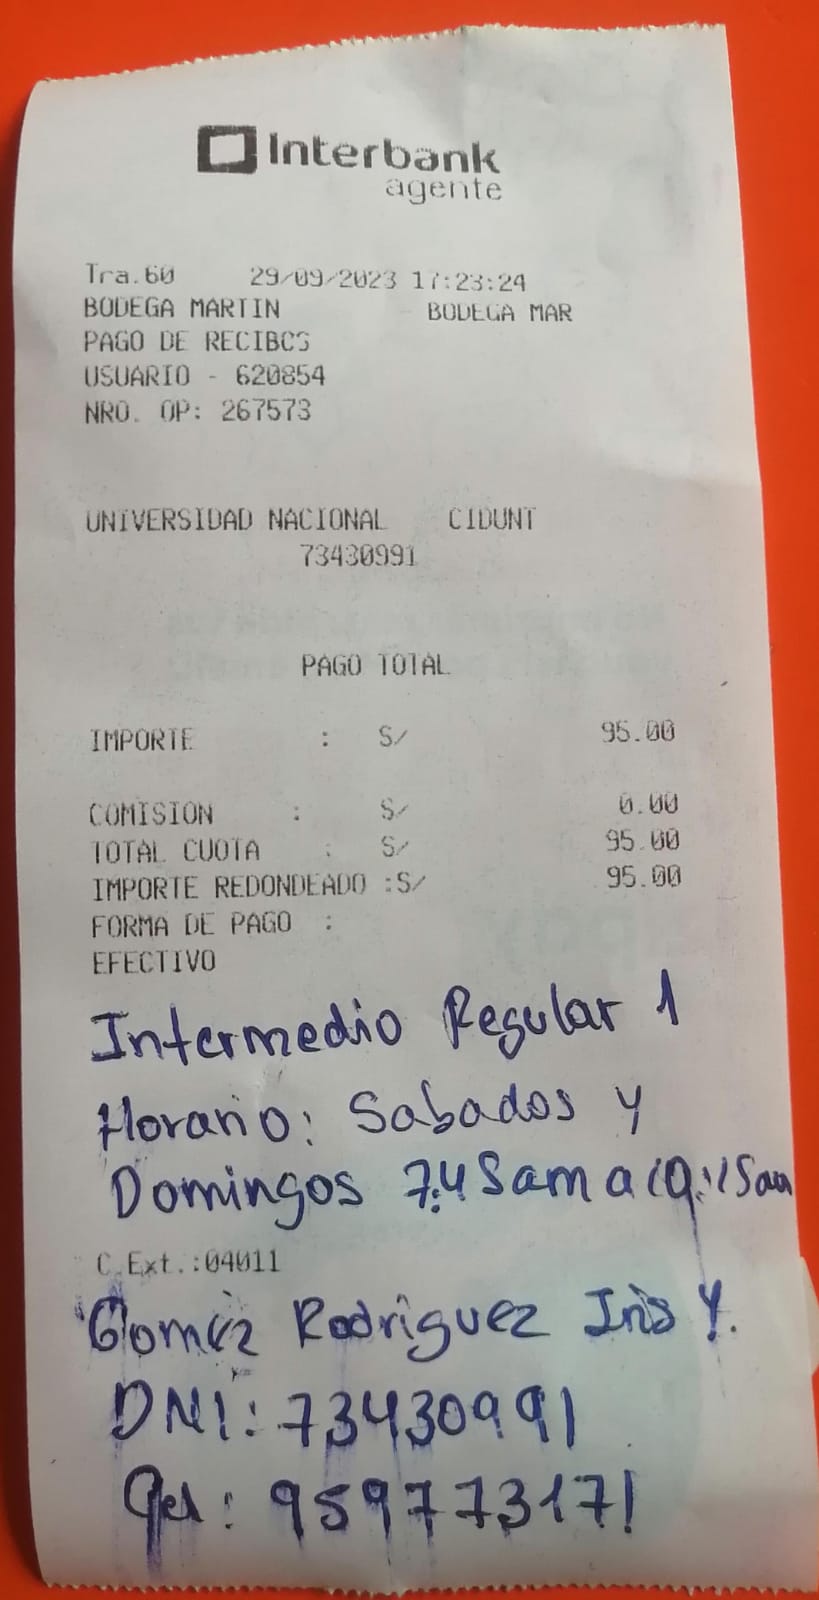 Interbank
agente
Tra.60 29/09/2023 17:23:24
BODEGA MARTIN BODEGA MAR
PAGO DE RECIBOS
USUARIO - 620854
NRO. OP: 267573
UNIVERSIDAD NACIONAL CIDUNT
73430991
PAGO TOTAL
IMPORTE : S/ 95.00
COMISION : S/ 0.00
TOTAL CUOTA : S/ 95.00
IMPORTE REDONDEADO :S/ 95.00
FORMA DE PAGO :
EFECTIVO
Intermedio Regular 1
Horario: Sabados y
Domingos 7:45am a
C.Ext.:04011
Gomez Rodriguez Iris Y.
DNI: 73430991
Cel: 959773171